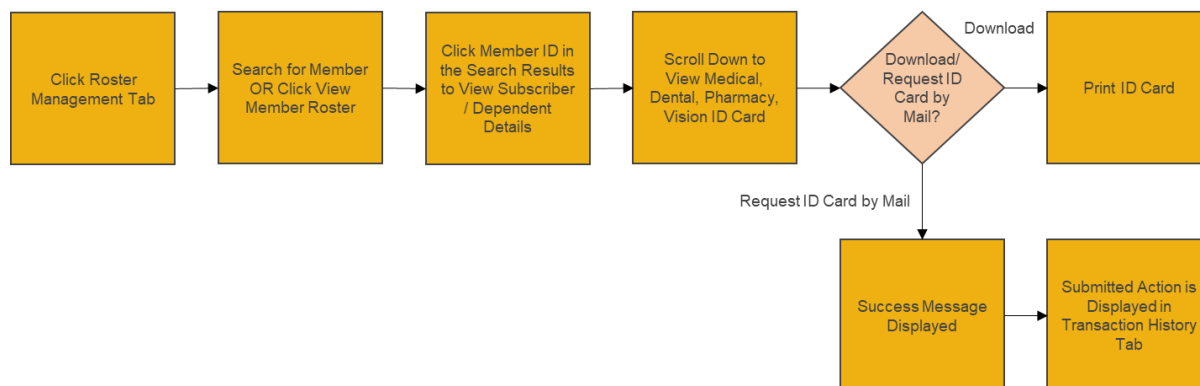 Click Roster
Management Tab
Search for Member
OR Click View
Member Roster
Click Member ID in
the Search Results
to View Subscriber
/ Dependent
Details
Scroll Down to
View Medical,
Dental, Pharmacy,
Vision ID Card
Download/
Request ID
Card by
Mail?
Download
Print ID Card
Request ID Card by Mail
Success Message
Displayed
Submitted Action is
Displayed in
Transaction History
Tab